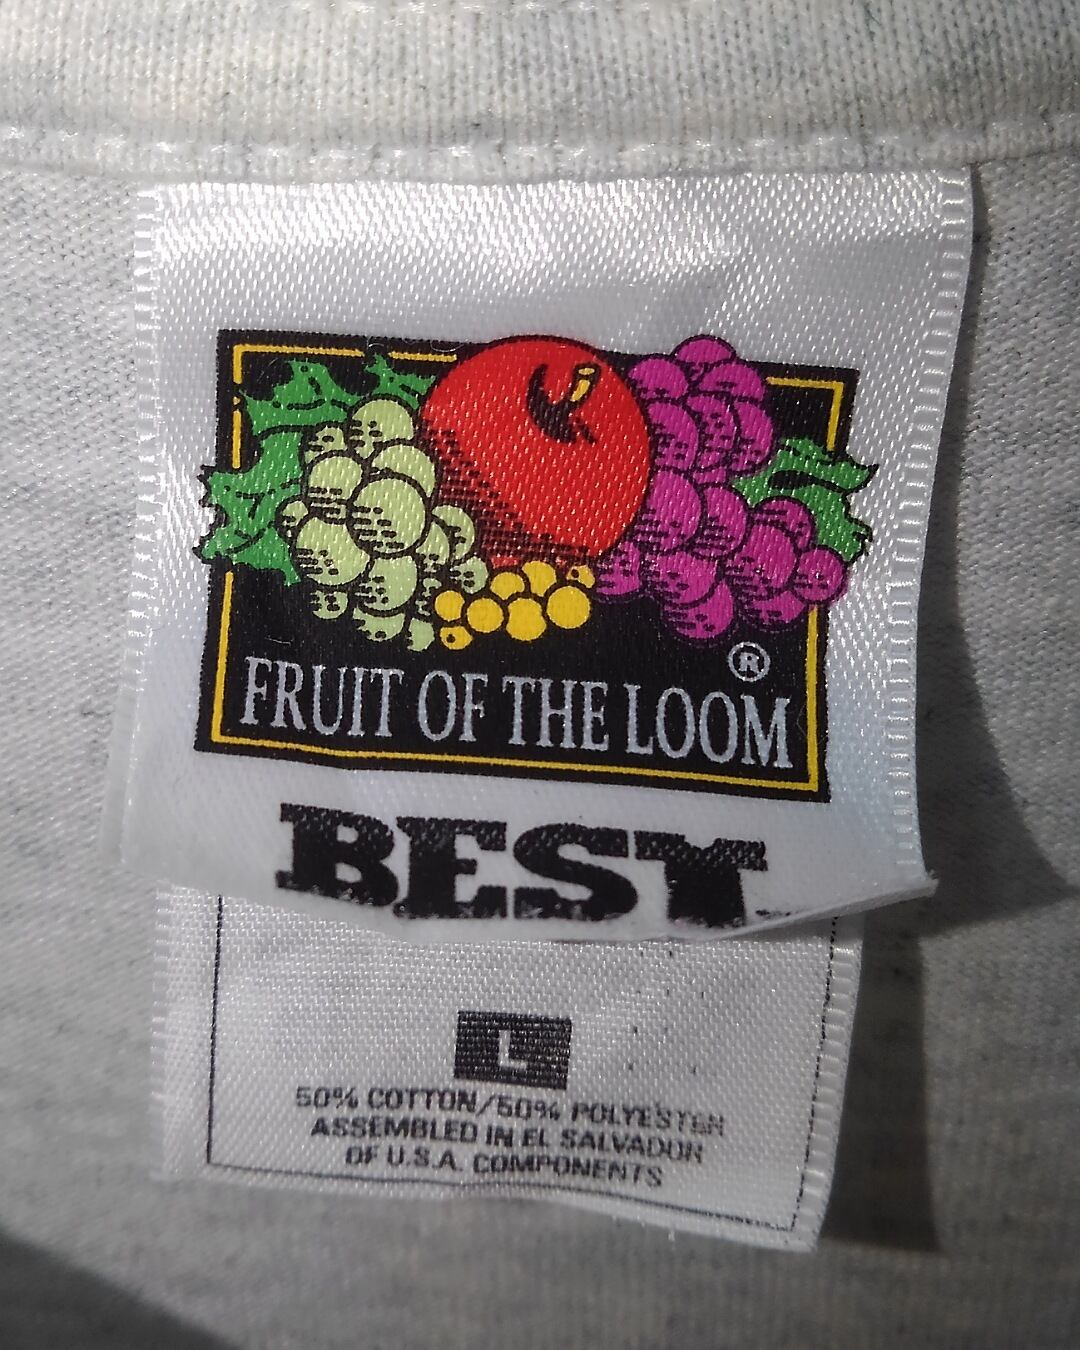 FRUIT OF THE LOOM ®
BEST
L
50% COTTON/50% POLYESTER
ASSEMBLED IN EL SALVADOR
OF U.S.A. COMPONENTS